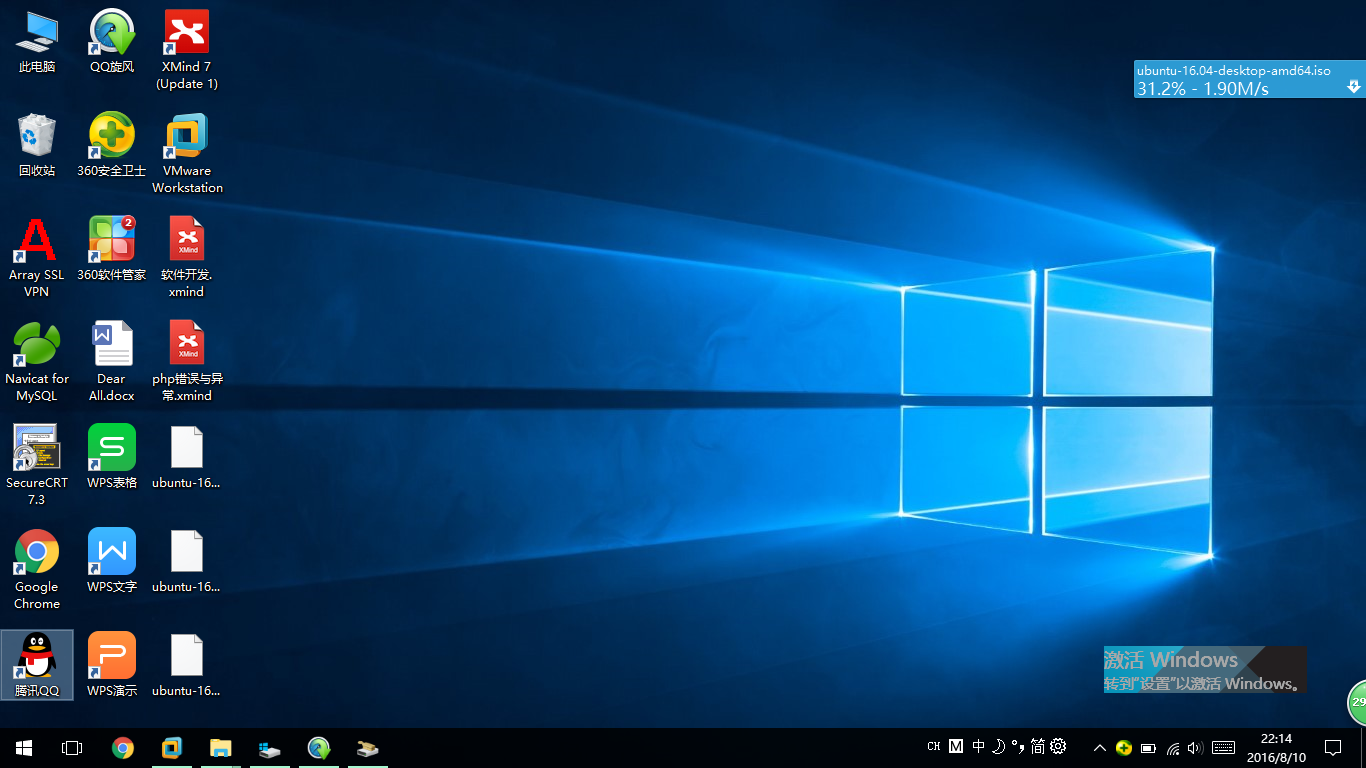 此电脑
QQ旋风
XMind 7
(Update 1)
回收站
360安全卫士
VMware
Workstation
Array SSL
VPN
2
360软件管家
XMind
软件开发.
xmind
Navicat for
MySQL
W
Dear
All.docx
XMind
php错误与异
常.xmind
SecureCRT
7.3
S
WPS表格
ubuntu-16...
Google
Chrome
W
WPS文字
ubuntu-16...
腾讯QQ
P
WPS演示
ubuntu-16...
ubuntu-16.04-desktop-amd64.iso
31.2% - 1.90M/s
激活 Windows
转到"设置"以激活 Windows。
29
CH M 中 简
22:14
2016/8/10